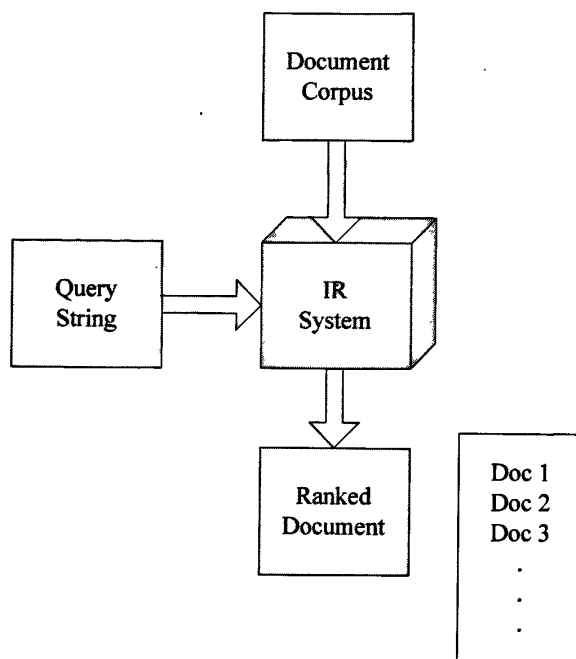 Document
Corpus
Query
String
IR
System
Ranked
Document
Doc 1
Doc 2
Doc 3
.
.
.